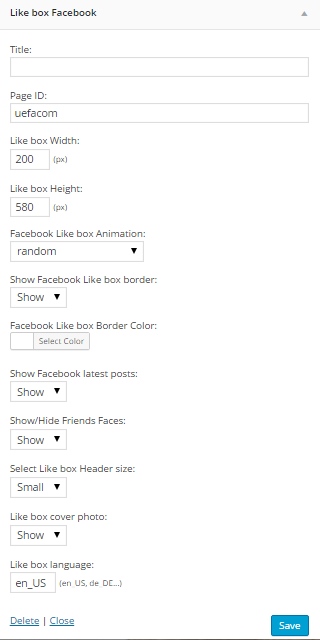 Like box Facebook
Title:
Page ID:
uefacom
Like box Width:
200 (px)
Like box Height:
580 (px)
Facebook Like box Animation:
random
Show Facebook Like box border:
Show
Facebook Like box Border Color:
Select Color
Show Facebook latest posts:
Show
Show/Hide Friends Faces:
Show
Select Like box Header size:
Small
Like box cover photo:
Show
Like box language:
en_US (en_US, de_DE...)
Delete | Close
Save